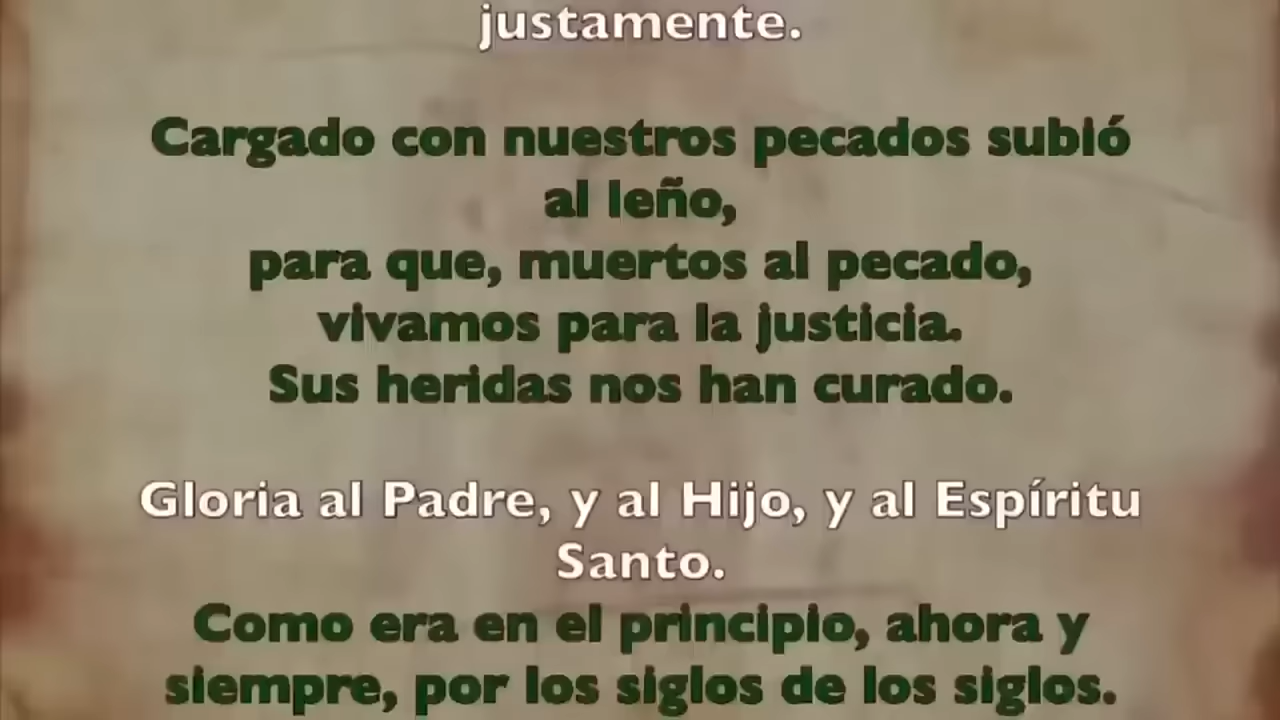 justamente.
Cargado con nuestros pecados subió
al leño,
para que, muertos al pecado,
vivamos para la justicia.
Sus heridas nos han curado.
Gloria al Padre, y al Hijo, y al Espíritu
Santo.
Como era en el principio, ahora y
siempre, por los siglos de los siglos.